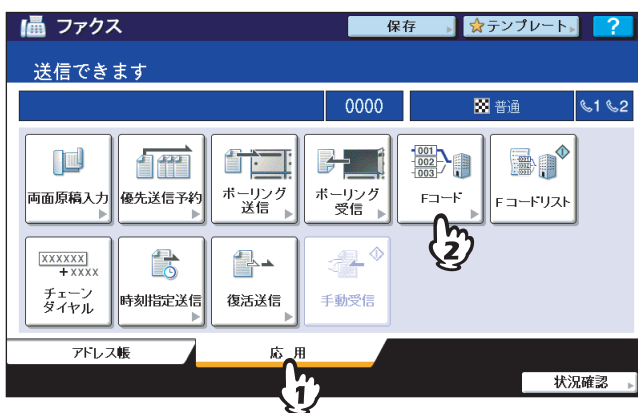 ファクス
保存
テンプレート
?
送信できます
0000
普通
1 2
001
002
003
両面原稿入力
優先送信予約
ポーリング
送信
ポーリング
受信
Fコード
Fコードリスト
XXXXXX
+XXXX
チェーン
ダイヤル
時刻指定送信
復活送信
手動受信
2
アドレス帳
応 用
1
状況確認